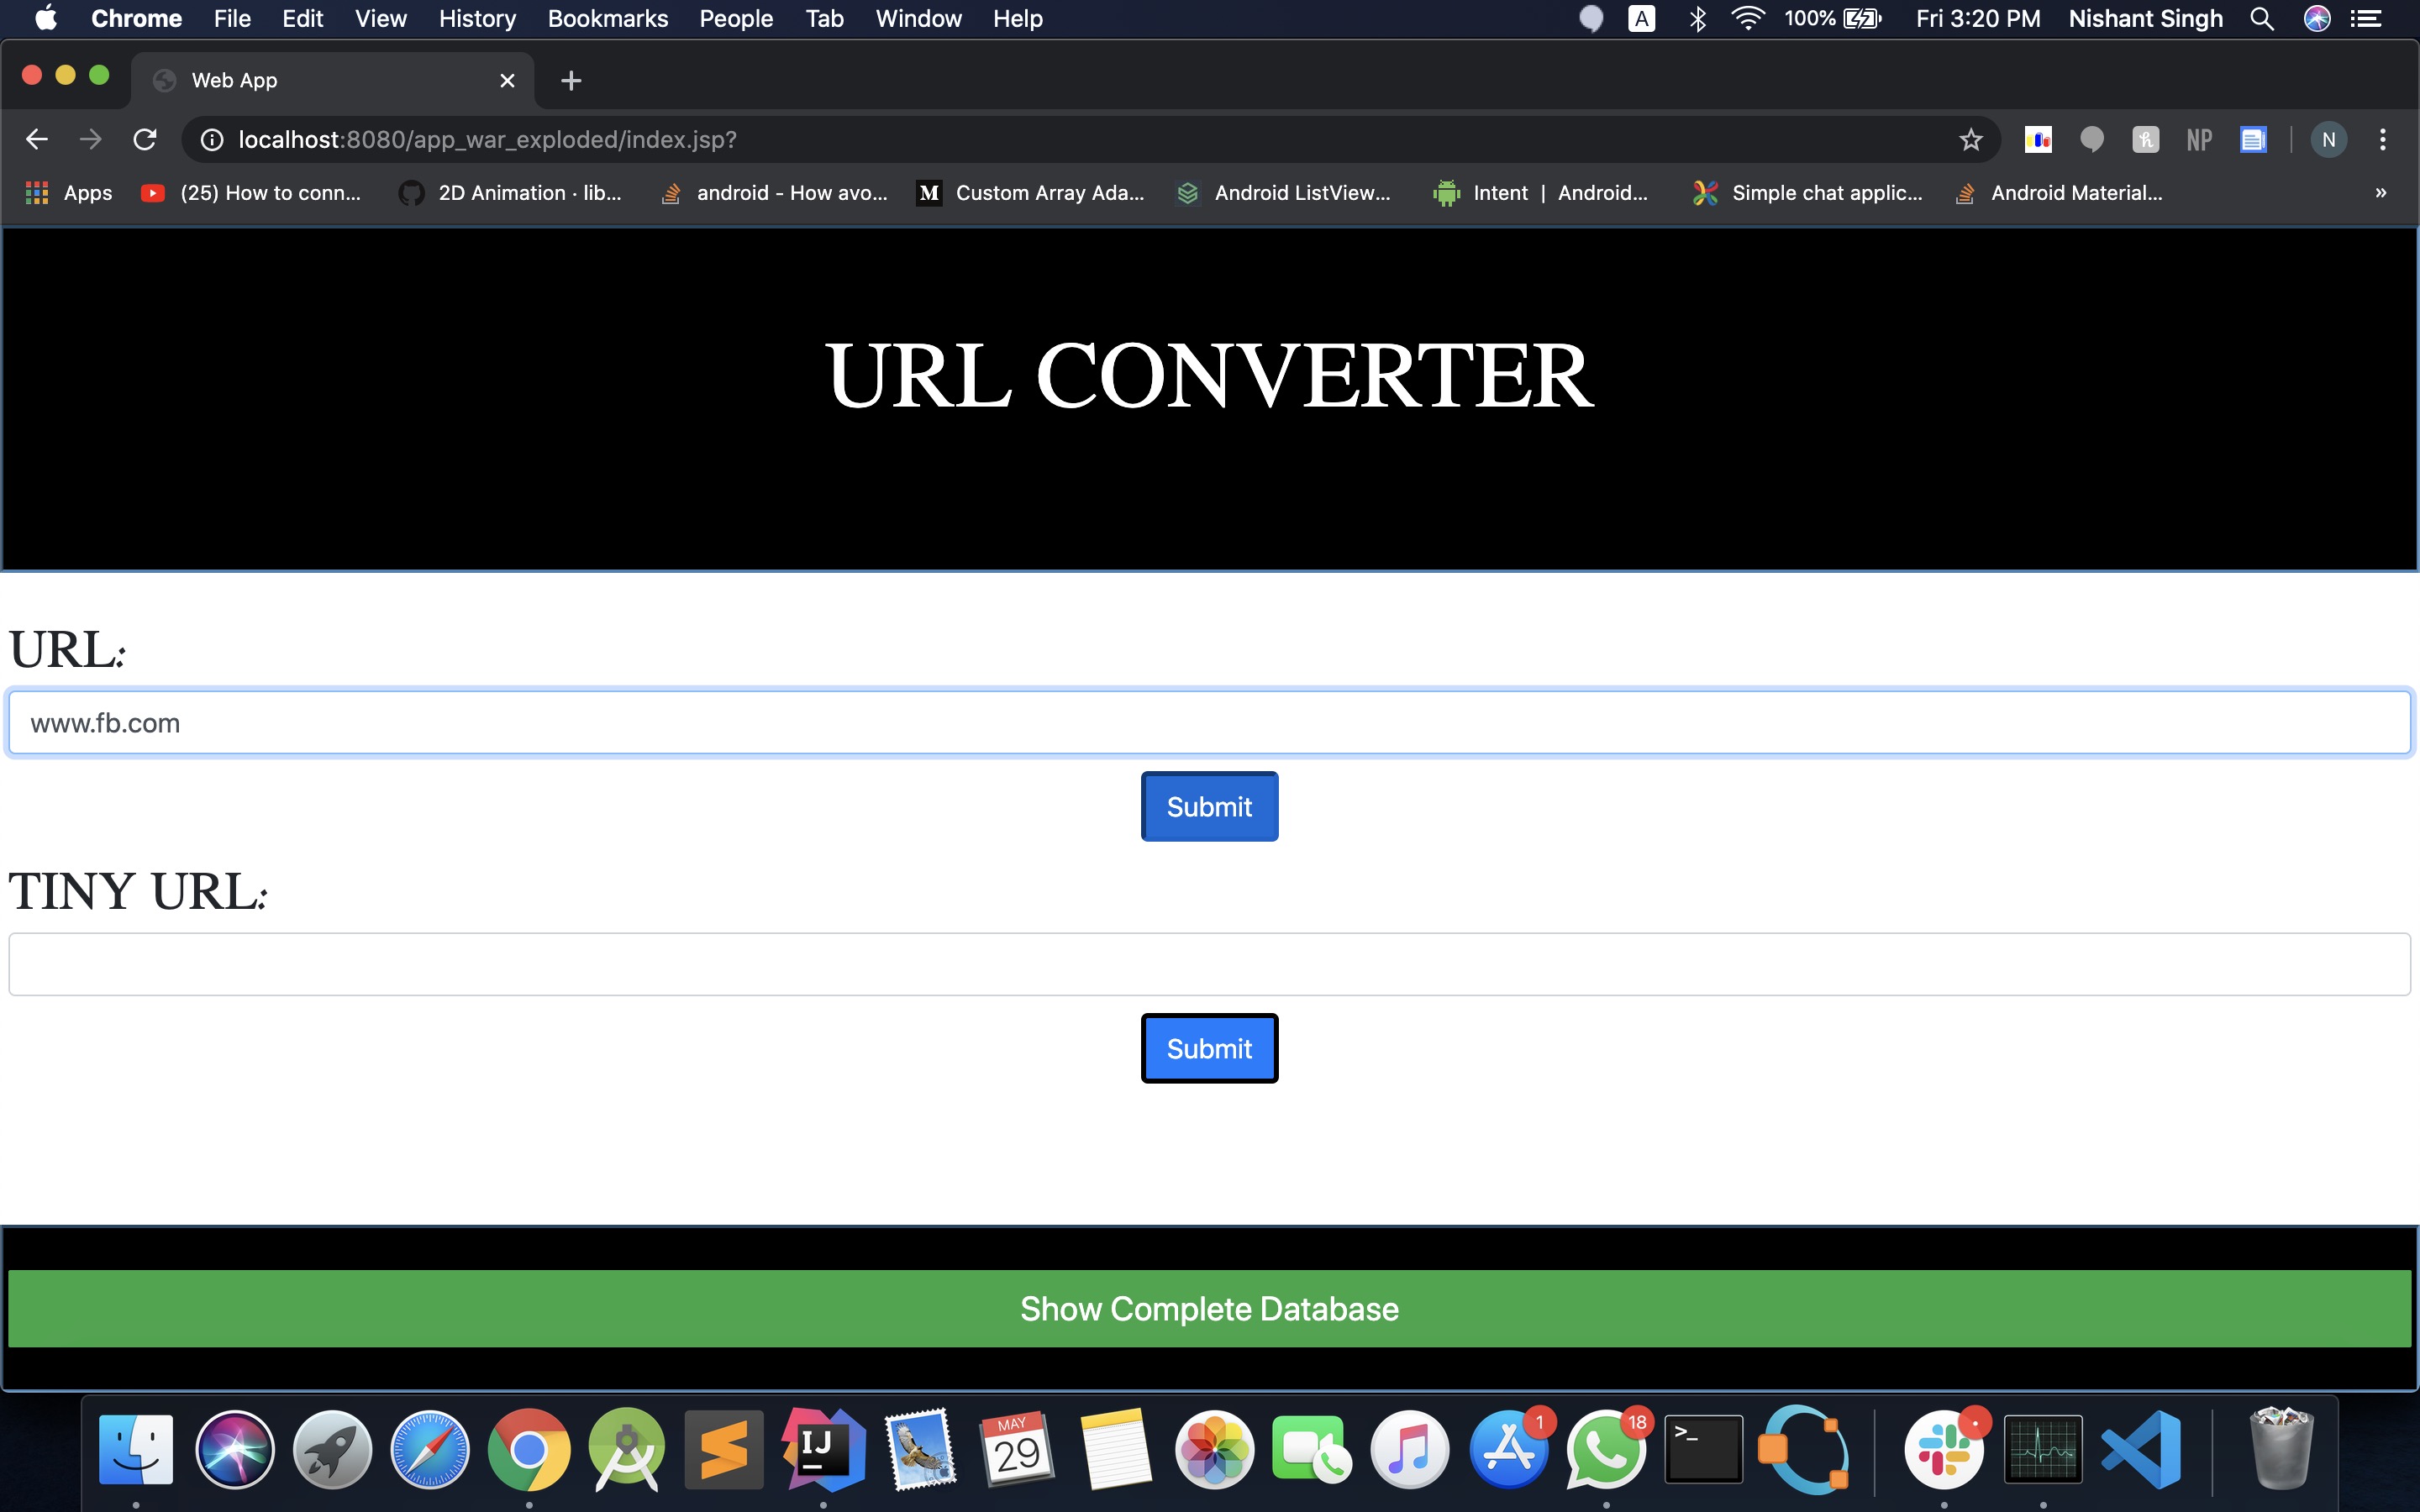 Chrome File Edit View History Bookmarks People Tab Window Help A 100% Fri 3:20 PM Nishant Singh
Web App
localhost:8080/app_war_exploded/index.jsp? NP N
Apps (25) How to conn... 2D Animation · lib... android - How avo... M Custom Array Ada... Android ListView... Intent | Android... Simple chat applic... Android Material... »
URL CONVERTER
URL:
www.fb.com
Submit
TINY URL:
Submit
Show Complete Database
IJ MAY 29 1 18 >_